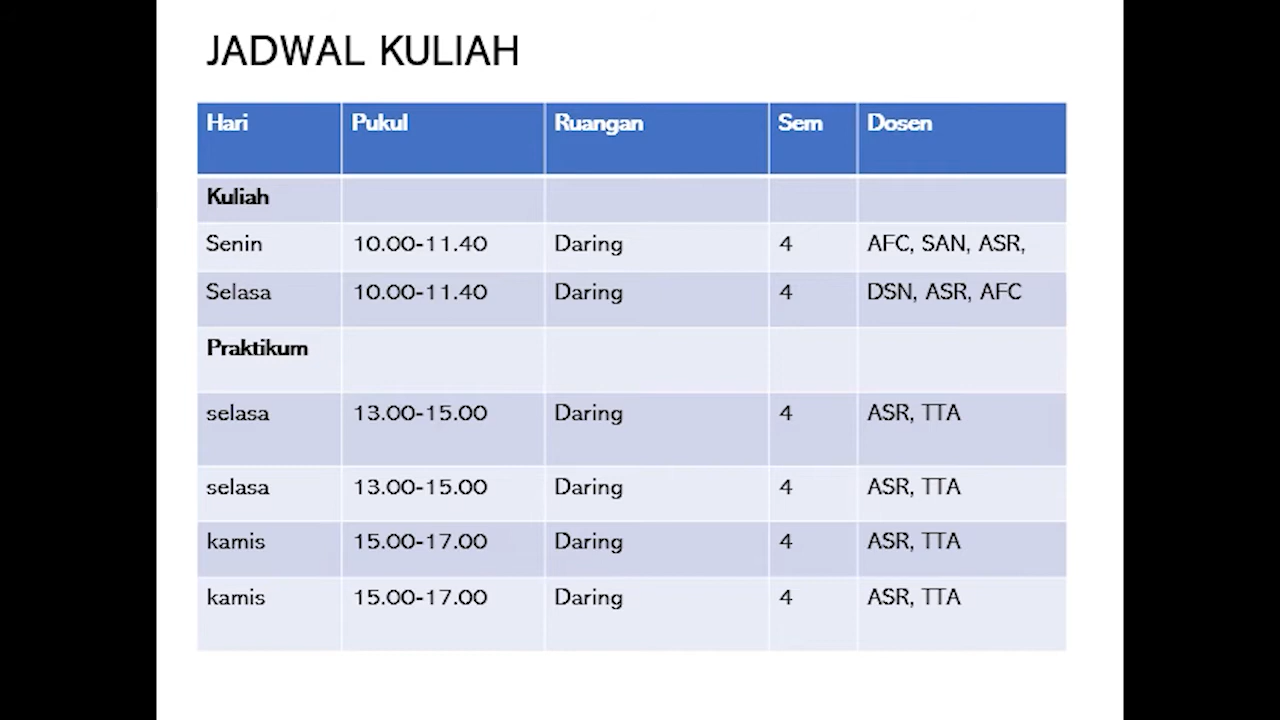 JADWAL KULIAH
Hari Pukul Ruangan Sem Dosen
Kuliah
Senin 10.00-11.40 Daring 4 AFC, SAN, ASR,
Selasa 10.00-11.40 Daring 4 DSN, ASR, AFC
Praktikum
selasa 13.00-15.00 Daring 4 ASR, TTA
selasa 13.00-15.00 Daring 4 ASR, TTA
kamis 15.00-17.00 Daring 4 ASR, TTA
kamis 15.00-17.00 Daring 4 ASR, TTA